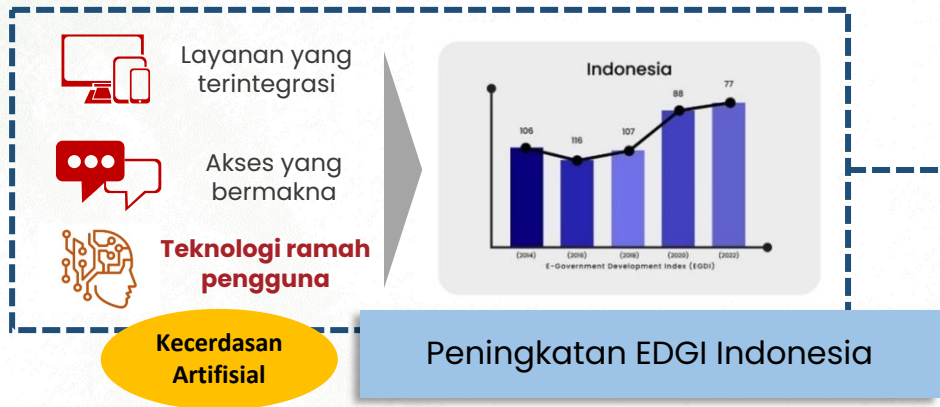 Layanan yang
terintegrasi
Akses yang
bermakna
Teknologi ramah
pengguna
Kecerdasan
Artifisial
Indonesia
106
116
107
88
77
(2014)
(2016)
(2018)
(2020)
(2022)
E-Government Development Index (EGDI)
Peningkatan EDGI Indonesia